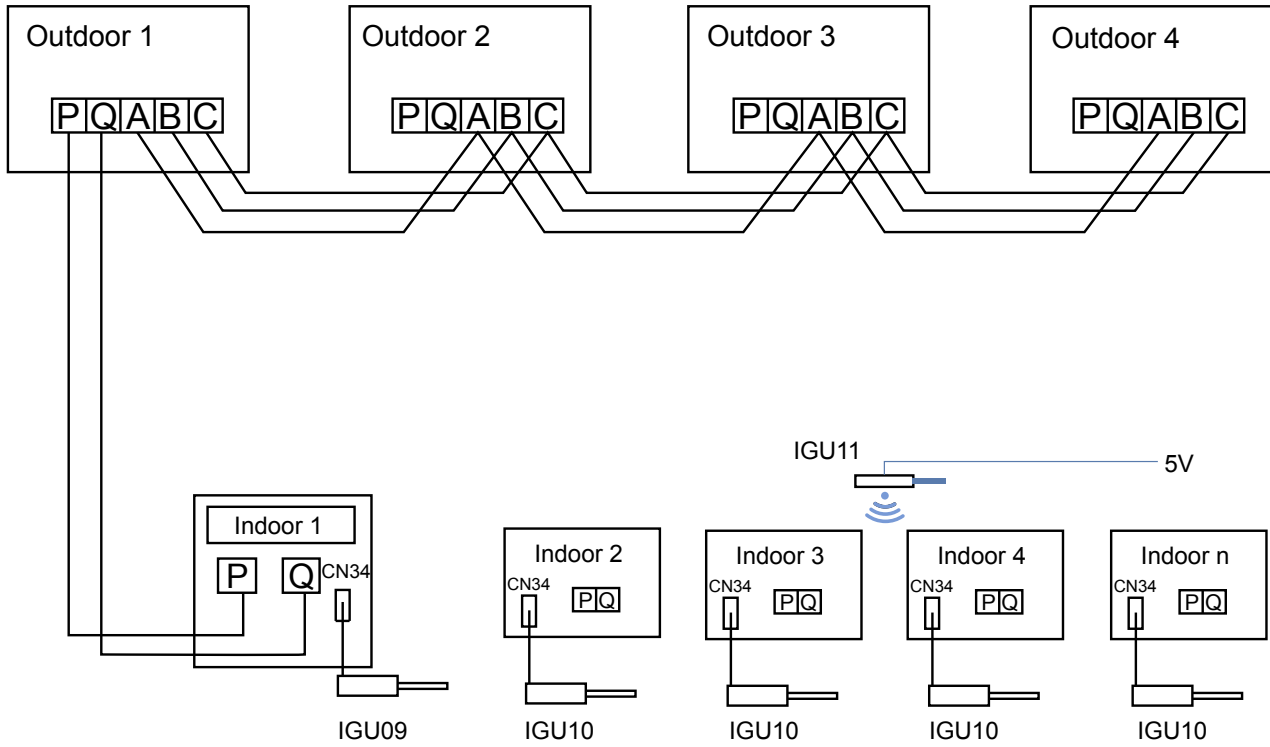 Outdoor 1
Outdoor 2
Outdoor 3
Outdoor 4
P Q A B C
P Q A B C
P Q A B C
P Q A B C
IGU11
5V
Indoor 1
P Q CN34
Indoor 2
CN34
P Q
Indoor 3
CN34
P Q
Indoor 4
CN34
P Q
Indoor n
CN34
P Q
IGU09
IGU10
IGU10
IGU10
IGU10